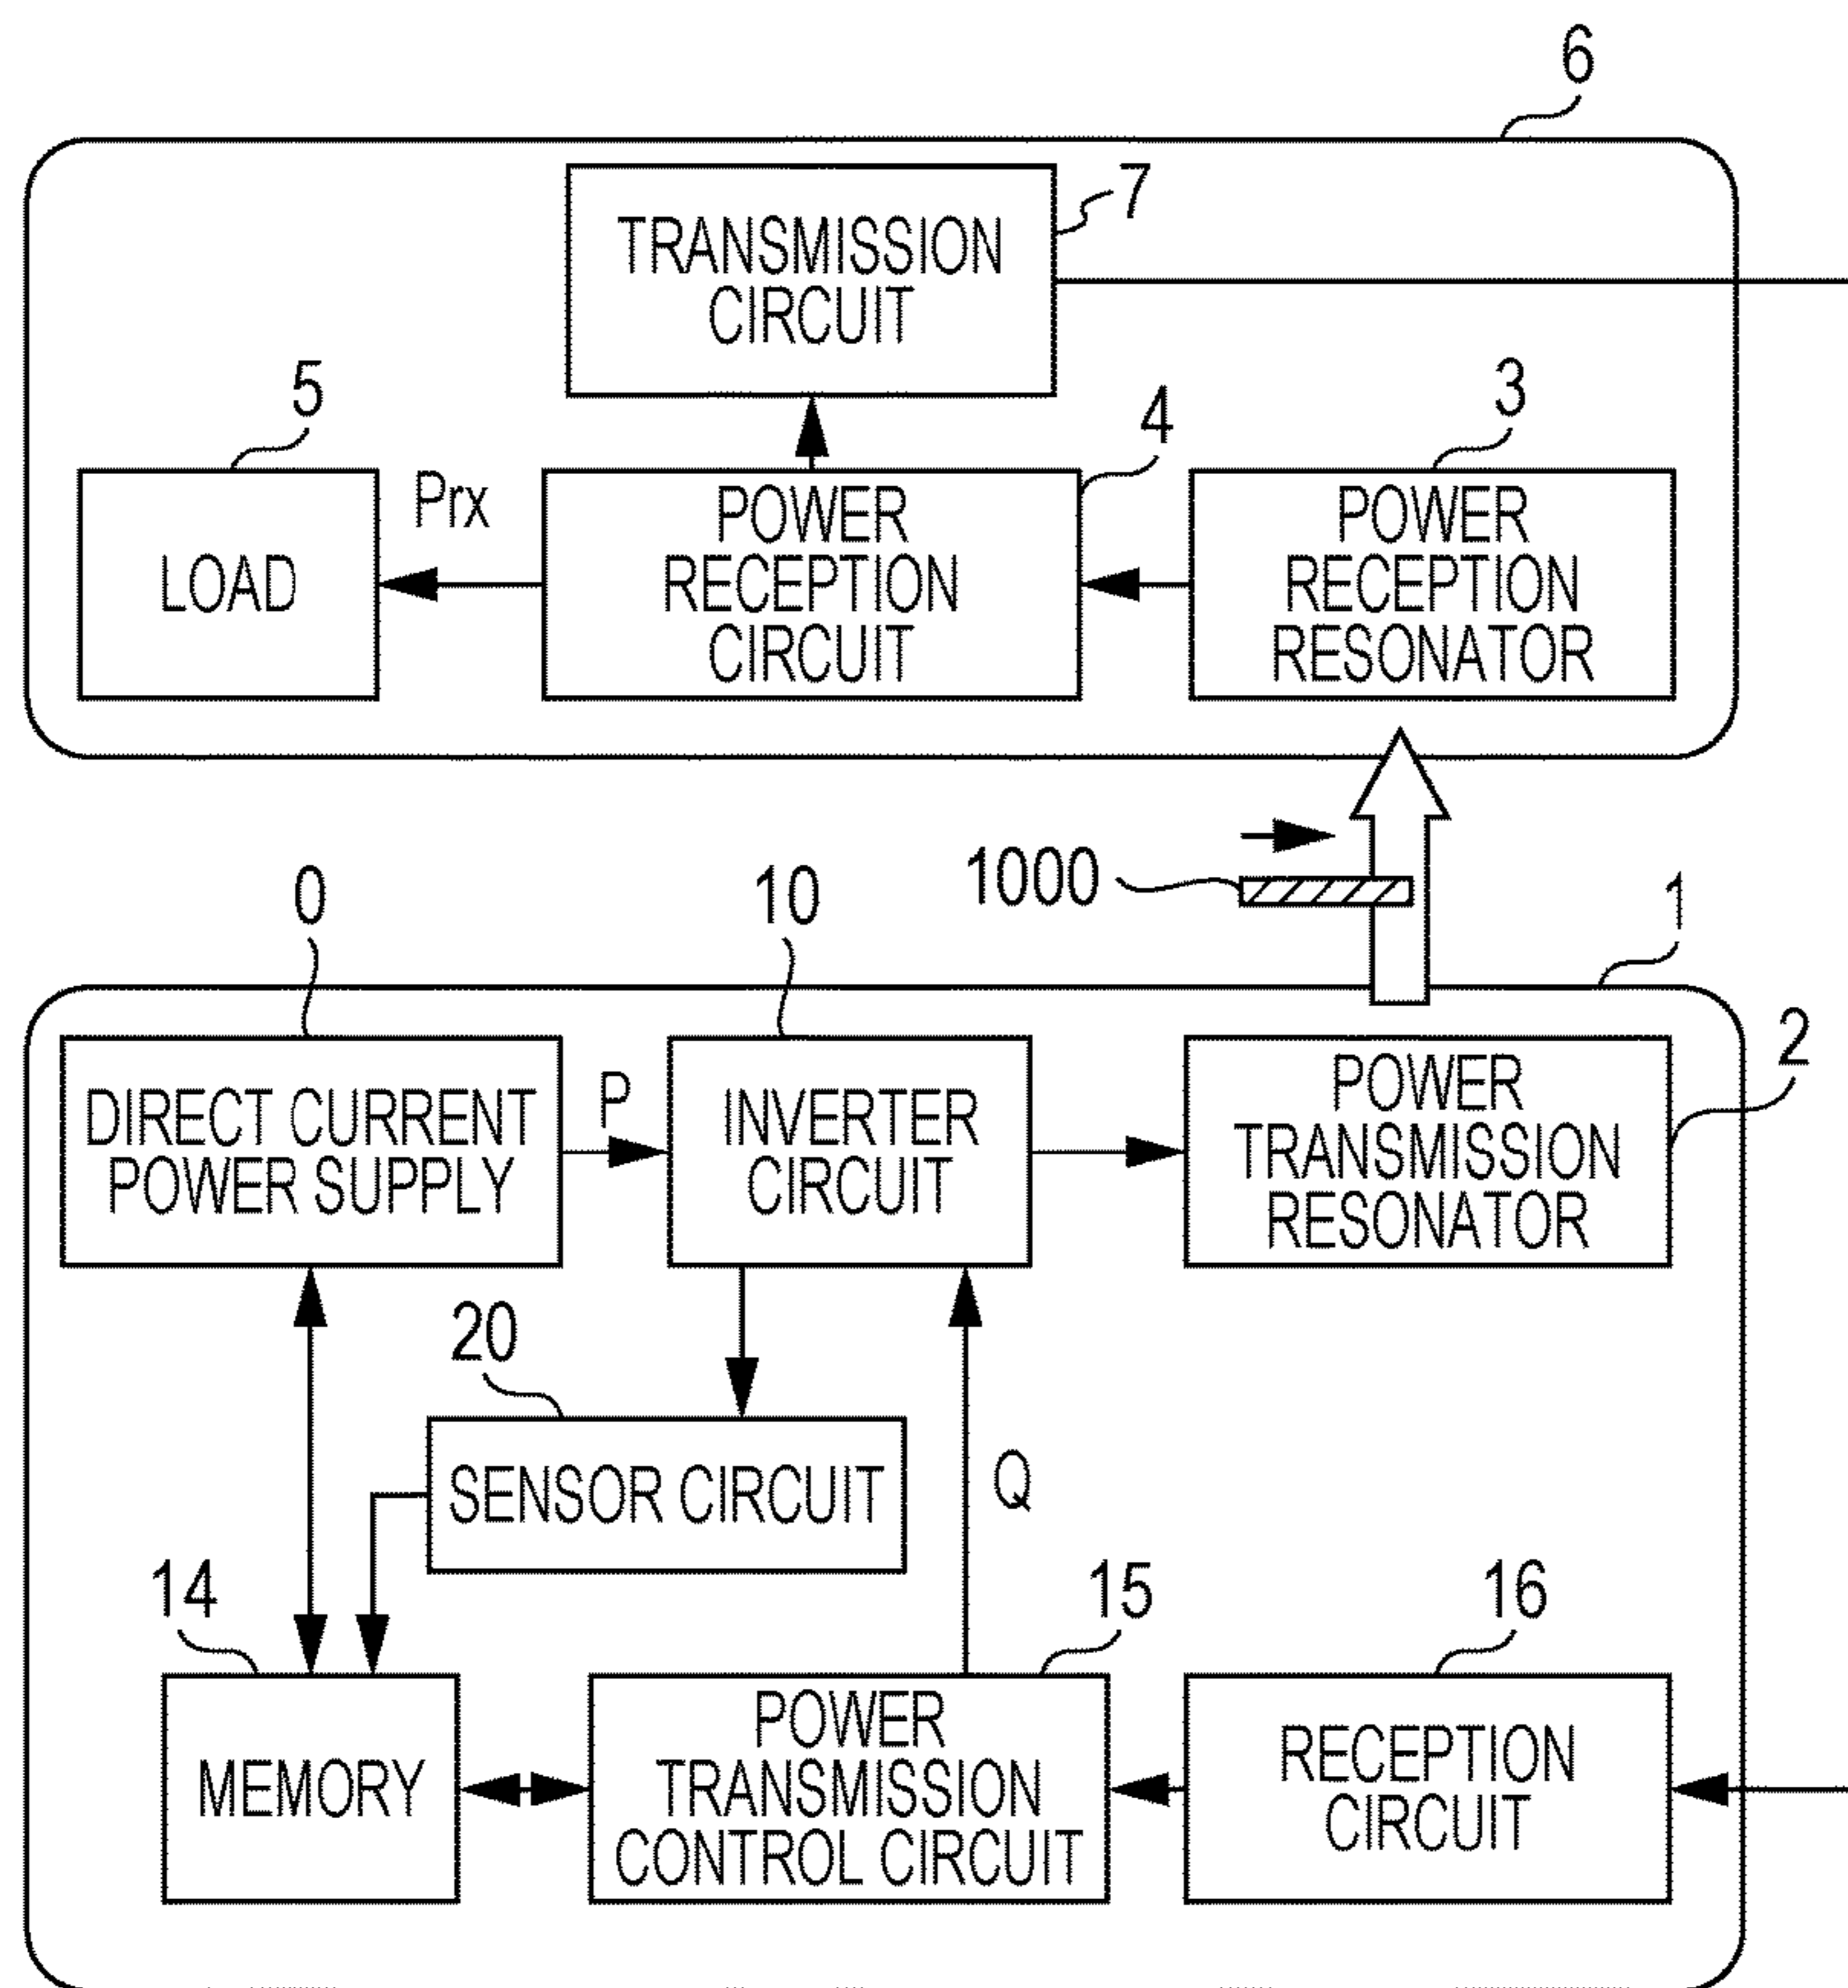 6
TRANSMISSION
CIRCUIT
7
5
Prx
4
3
LOAD
POWER
RECEPTION
CIRCUIT
POWER
RECEPTION
RESONATOR
1000
0
10
1
DIRECT CURRENT
POWER SUPPLY
P
INVERTER
CIRCUIT
POWER
TRANSMISSION
RESONATOR
2
20
SENSOR CIRCUIT
Q
14
15
16
MEMORY
POWER
TRANSMISSION
CONTROL CIRCUIT
RECEPTION
CIRCUIT